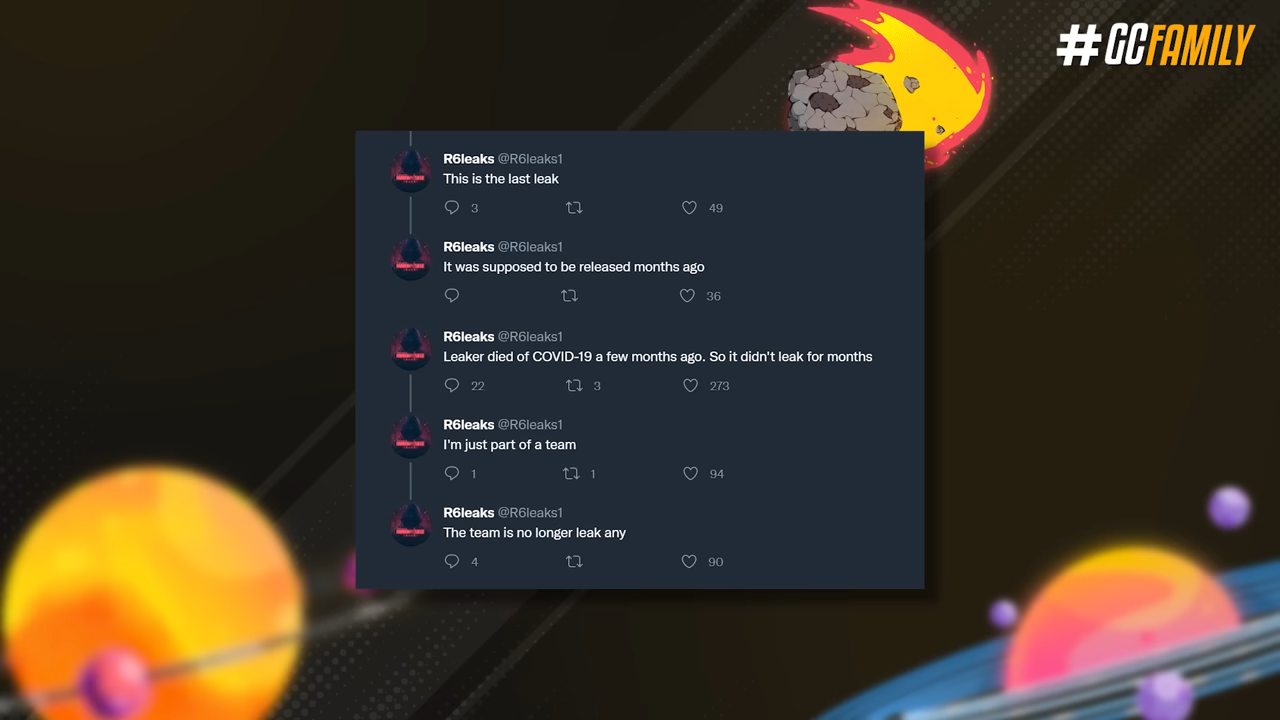 #GCFAMILY
R6leaks @R6leaks1
This is the last leak
3 49
R6leaks @R6leaks1
It was supposed to be released months ago
36
R6leaks @R6leaks1
Leaker died of COVID-19 a few months ago. So it didn't leak for months
22 3 273
R6leaks @R6leaks1
I'm just part of a team
1 1 94
R6leaks @R6leaks1
The team is no longer leak any
4 90